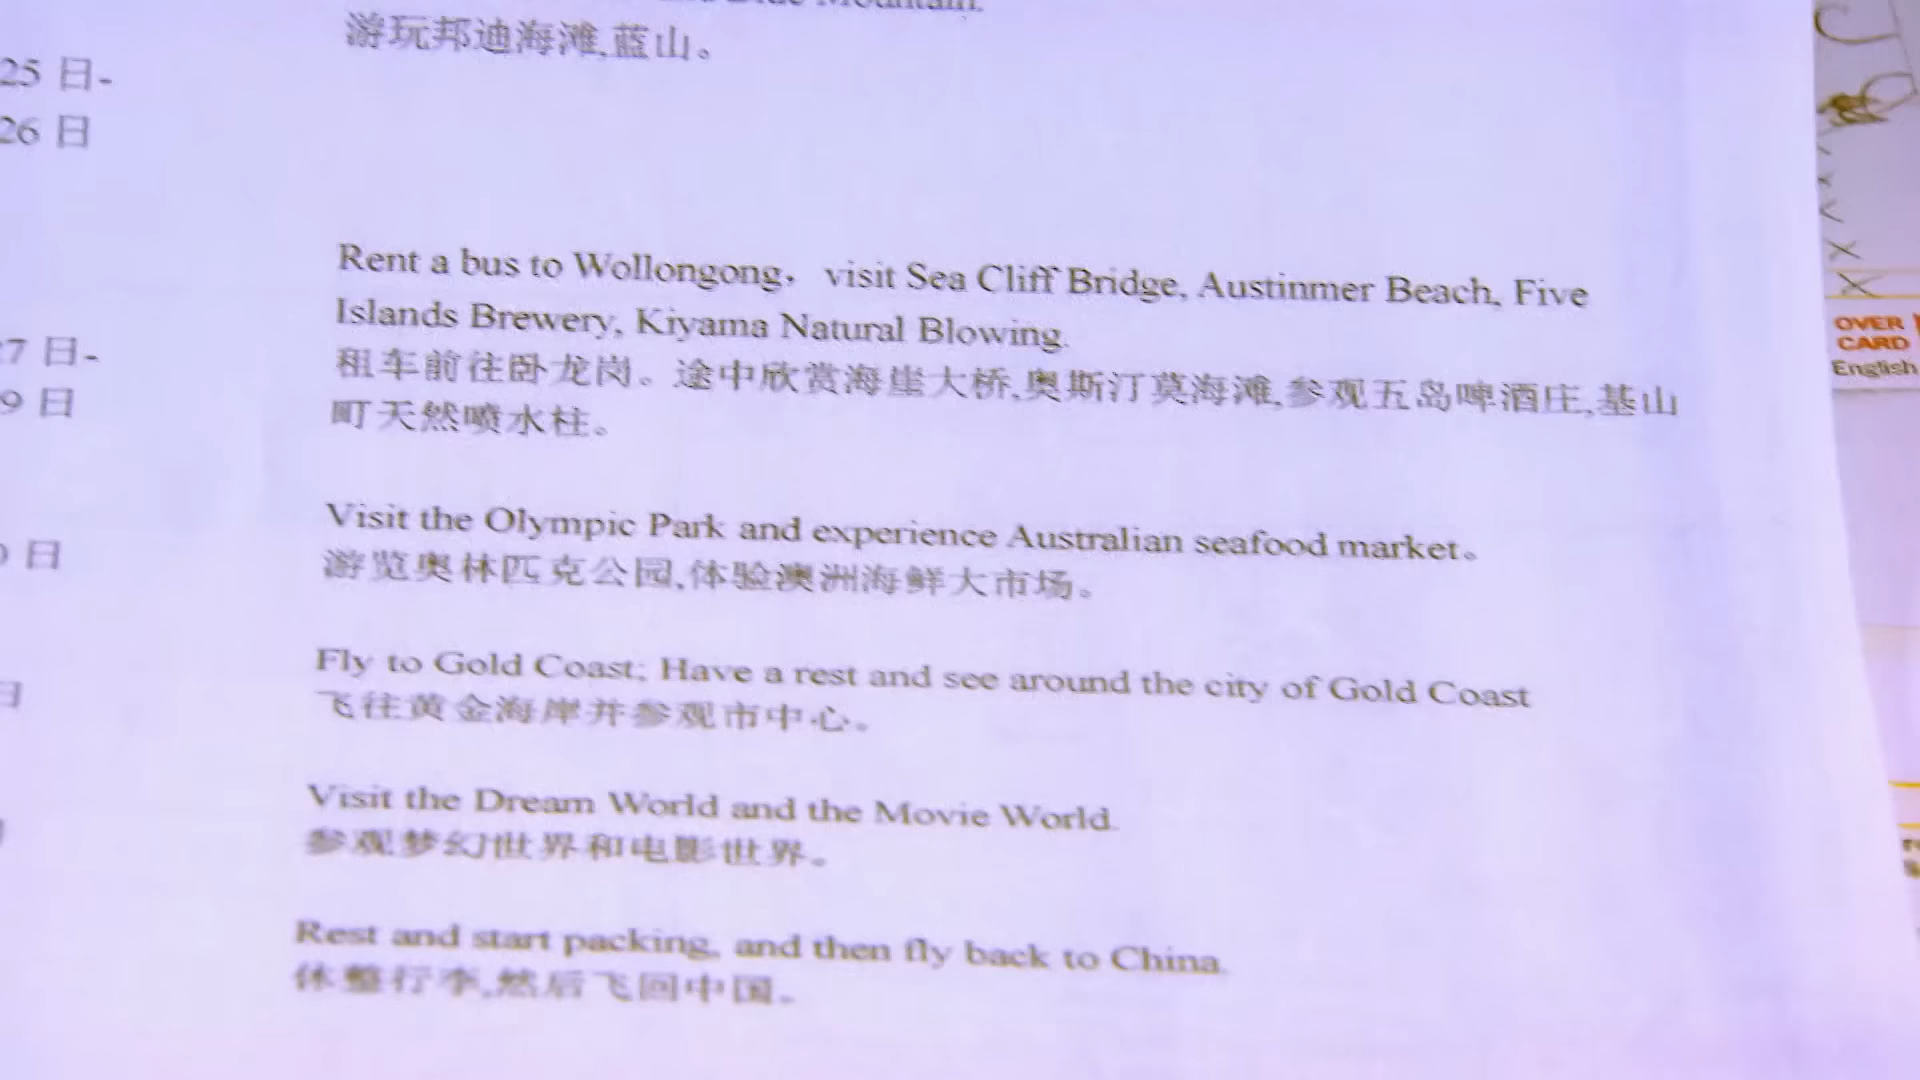 游玩邦迪海滩,蓝山。
25 日-
26 日
Rent a bus to Wollongong， visit Sea Cliff Bridge, Austinmer Beach, Five
Islands Brewery, Kiyama Natural Blowing.
7 日-
9 日
租车前往卧龙岗。途中欣赏海崖大桥,奥斯汀莫海滩,参观五岛啤酒庄,基山
町天然喷水柱。
Visit the Olympic Park and experience Australian seafood market。
日
游览奥林匹克公园,体验澳洲海鲜大市场。
Fly to Gold Coast; Have a rest and see around the city of Gold Coast
日
飞往黄金海岸并参观市中心。
Visit the Dream World and the Movie World.
参观梦幻世界和电影世界。
Rest and start packing, and then fly back to China.
休整行李,然后飞回中国。
OVER
CARD
English